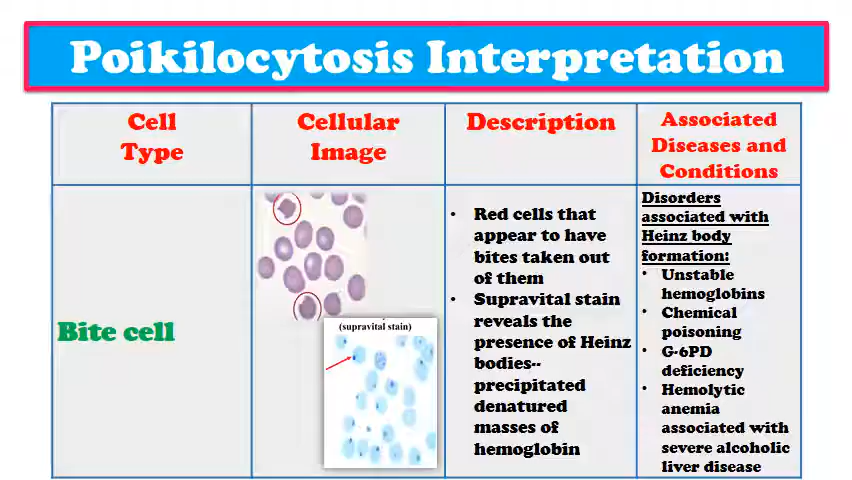 Poikilocytosis Interpretation
Cell
Type
Cellular
Image
Description
Associated
Diseases and
Conditions
Bite cell
(supravital stain)
• Red cells that
appear to have
bites taken out
of them
• Supravital stain
reveals the
presence of Heinz
bodies--
precipitated
denatured
masses of
hemoglobin
Disorders
associated with
Heinz body
formation:
• Unstable
hemoglobins
• Chemical
poisoning
• G-6PD
deficiency
• Hemolytic
anemia
associated with
severe alcoholic
liver disease